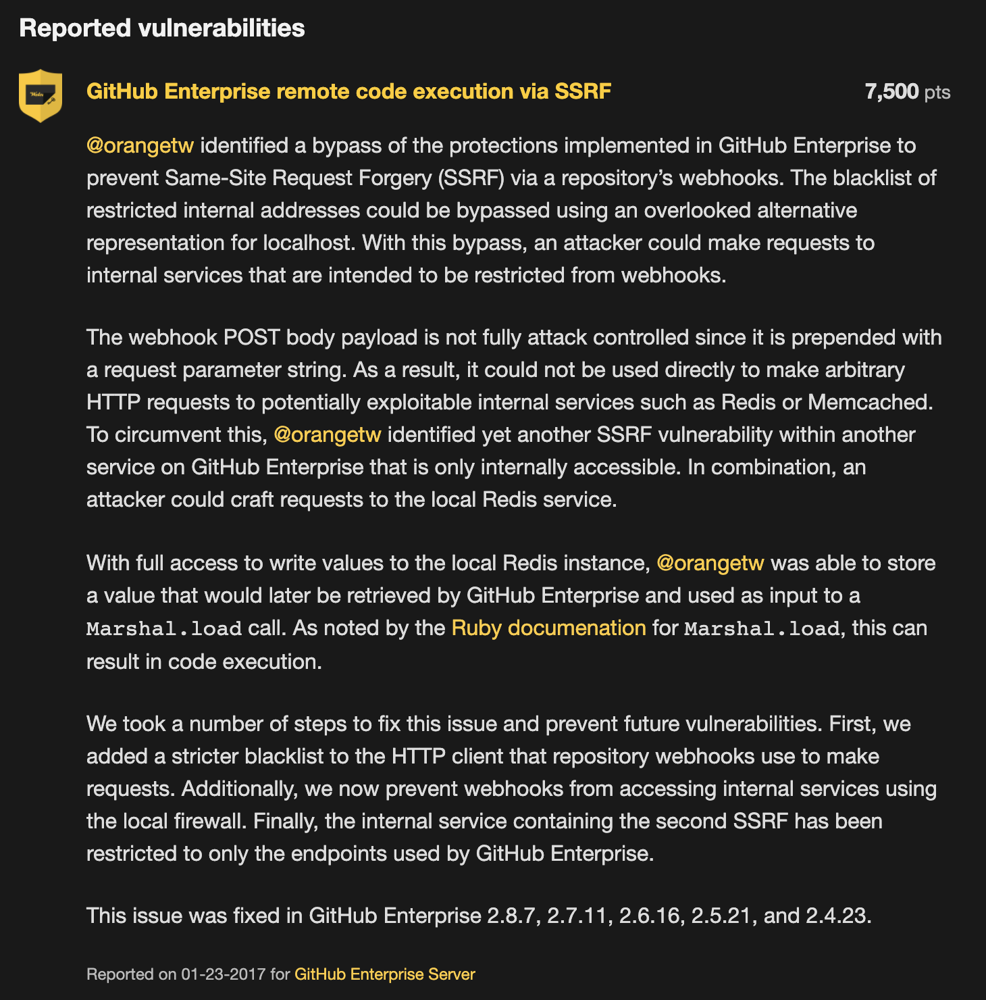 Reported vulnerabilities
GitHub Enterprise remote code execution via SSRF 7,500 pts
@orangetw identified a bypass of the protections implemented in GitHub Enterprise to
prevent Same-Site Request Forgery (SSRF) via a repository’s webhooks. The blacklist of
restricted internal addresses could be bypassed using an overlooked alternative
representation for localhost. With this bypass, an attacker could make requests to
internal services that are intended to be restricted from webhooks.
The webhook POST body payload is not fully attack controlled since it is prepended with
a request parameter string. As a result, it could not be used directly to make arbitrary
HTTP requests to potentially exploitable internal services such as Redis or Memcached.
To circumvent this, @orangetw identified yet another SSRF vulnerability within another
service on GitHub Enterprise that is only internally accessible. In combination, an
attacker could craft requests to the local Redis service.
With full access to write values to the local Redis instance, @orangetw was able to store
a value that would later be retrieved by GitHub Enterprise and used as input to a
Marshal.load call. As noted by the Ruby documenation for Marshal.load, this can
result in code execution.
We took a number of steps to fix this issue and prevent future vulnerabilities. First, we
added a stricter blacklist to the HTTP client that repository webhooks use to make
requests. Additionally, we now prevent webhooks from accessing internal services using
the local firewall. Finally, the internal service containing the second SSRF has been
restricted to only the endpoints used by GitHub Enterprise.
This issue was fixed in GitHub Enterprise 2.8.7, 2.7.11, 2.6.16, 2.5.21, and 2.4.23.
Reported on 01-23-2017 for GitHub Enterprise Server